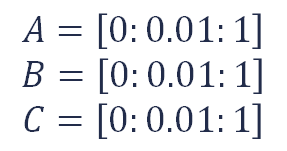 A = [0: 0.01: 1]
B = [0: 0.01: 1]
C = [0: 0.01: 1]